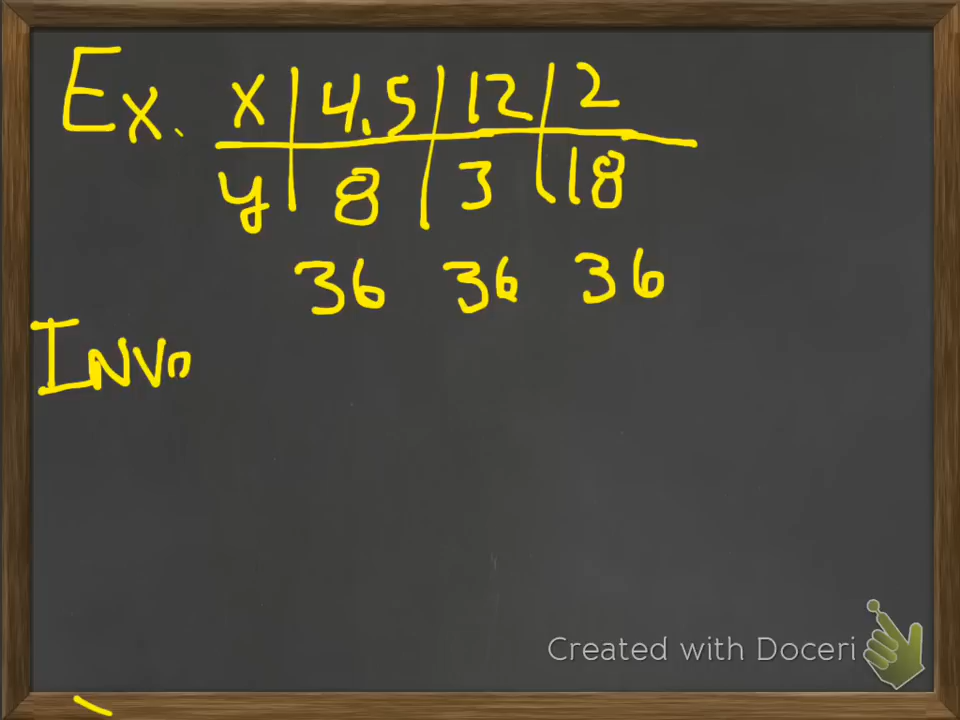 Ex. x 4.5 12 2
y 8 3 18
36 36 36
Inv
Created with Doceri